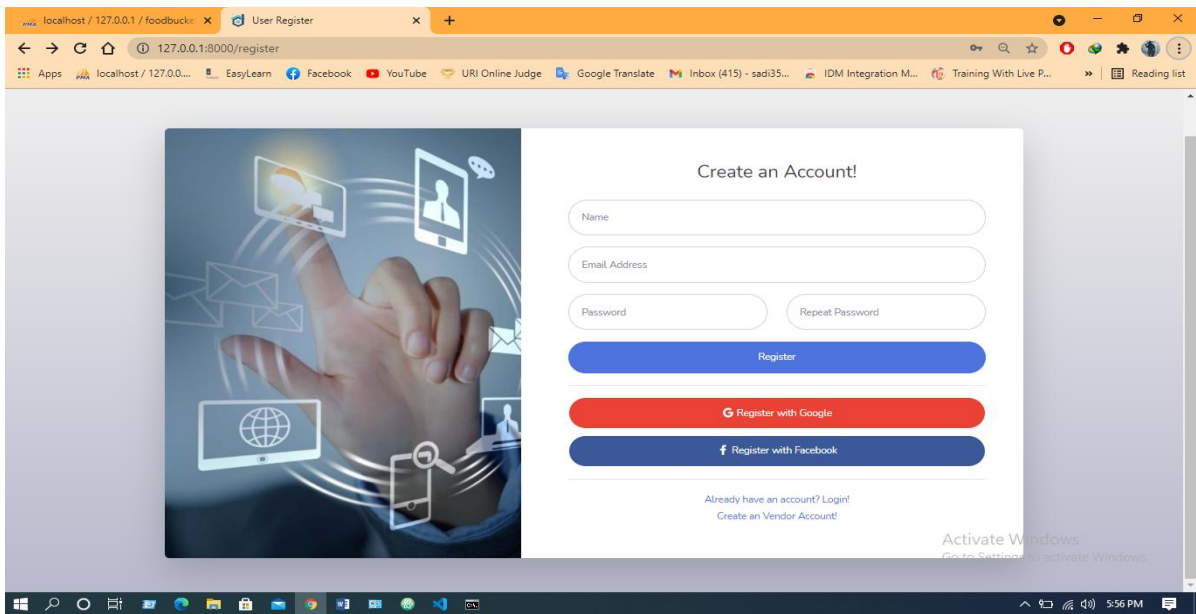 localhost / 127.0.0.1 / foodbucke
User Register
127.0.0.1:8000/register
Apps
localhost / 127.0.0....
EasyLearn
Facebook
YouTube
URI Online Judge
Google Translate
Inbox (415) - sadi35...
IDM Integration M...
Training With Live P...
»
Reading list
Create an Account!
Name
Email Address
Password
Repeat Password
Register
G Register with Google
f Register with Facebook
Already have an account? Login!
Create an Vendor Account!
Activate Windows
Go to Settings to activate Windows.
5:56 PM